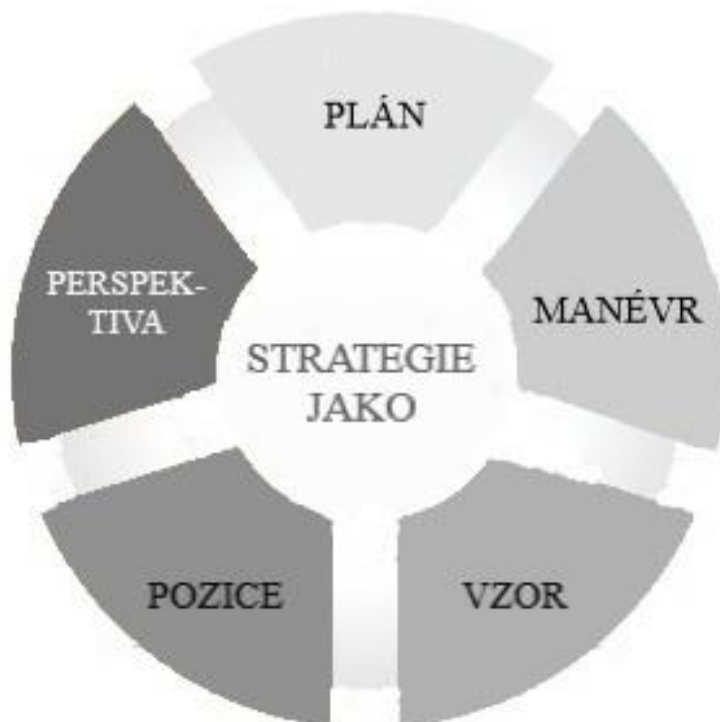 PLÁN
MANÉVR
VZOR
POZICE
PERSPEK-
TIVA
STRATEGIE
JAKO